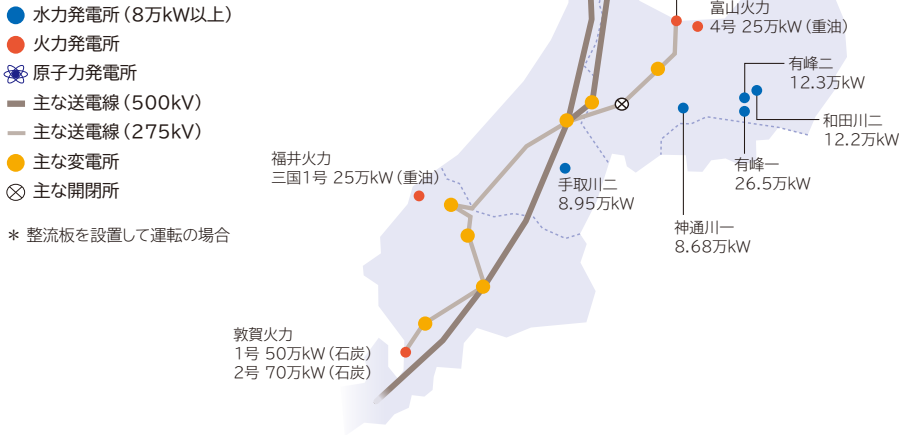 水力発電所(8万kW以上)
火力発電所
原子力発電所
主な送電線(500kV)
主な送電線(275kV)
主な変電所
主な開閉所
＊ 整流板を設置して運転の場合
富山火力
4号 25万kW(重油)
有峰二
12.3万kW
和田川二
12.2万kW
有峰一
26.5万kW
神通川一
8.68万kW
手取川二
8.95万kW
福井火力
三国1号 25万kW(重油)
敦賀火力
1号 50万kW(石炭)
2号 70万kW(石炭)